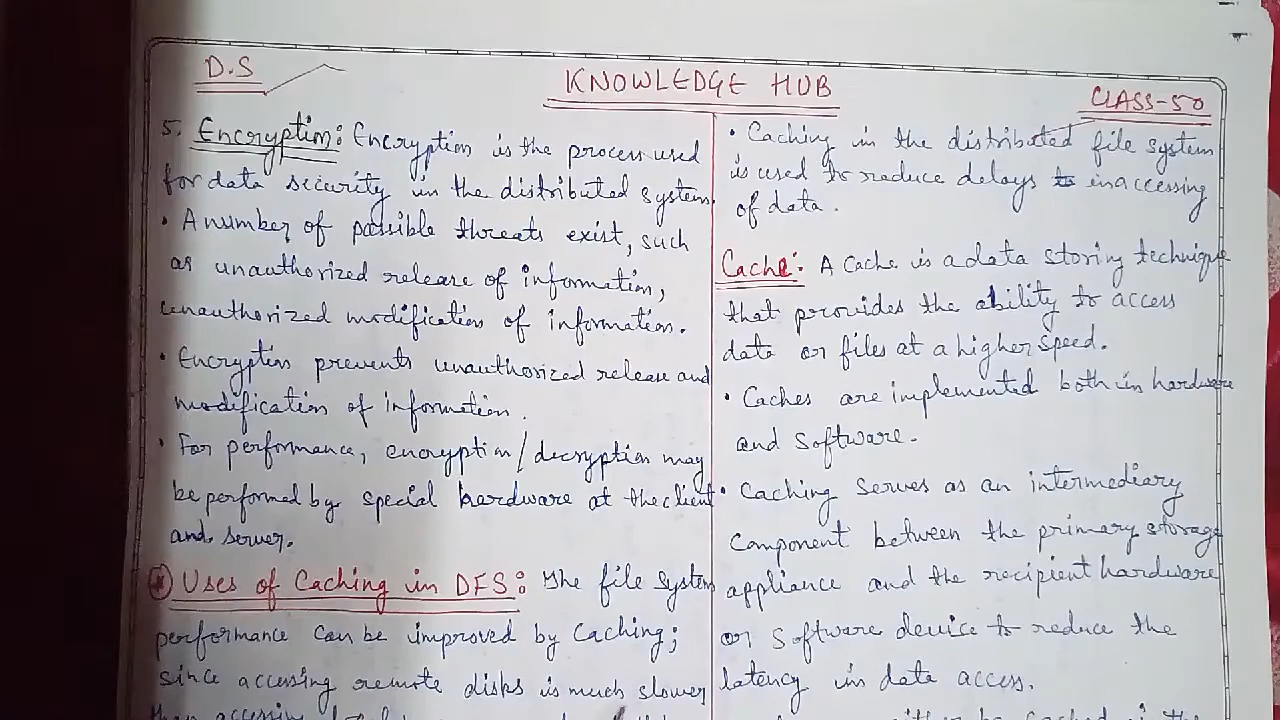 D.S
KNOWLEDGE HUB
CLASS-50
5. Encryption: Encryption is the process used
for data security in the distributed system.
• A number of possible threats exist, such
as unauthorized release of information,
unauthorized modification of information.
• Encryption prevents unauthorized release and
modification of information.
• For performance, encryption/decryption may
be performed by special hardware at the client
and server.
* Uses of Caching in DFS: The file system
performance can be improved by Caching;
since accessing remote disks is much slower
than accessing
• Caching in the distributed file system
is used to reduce delays in accessing
of data.
Cache: A Cache is a data storing technique
that provides the ability to access
data or files at a higher speed.
• Caches are implemented both in hardware
and software.
• Caching serves as an intermediary
component between the primary storage
appliance and the recipient hardware
or software device to reduce the
latency in data access.